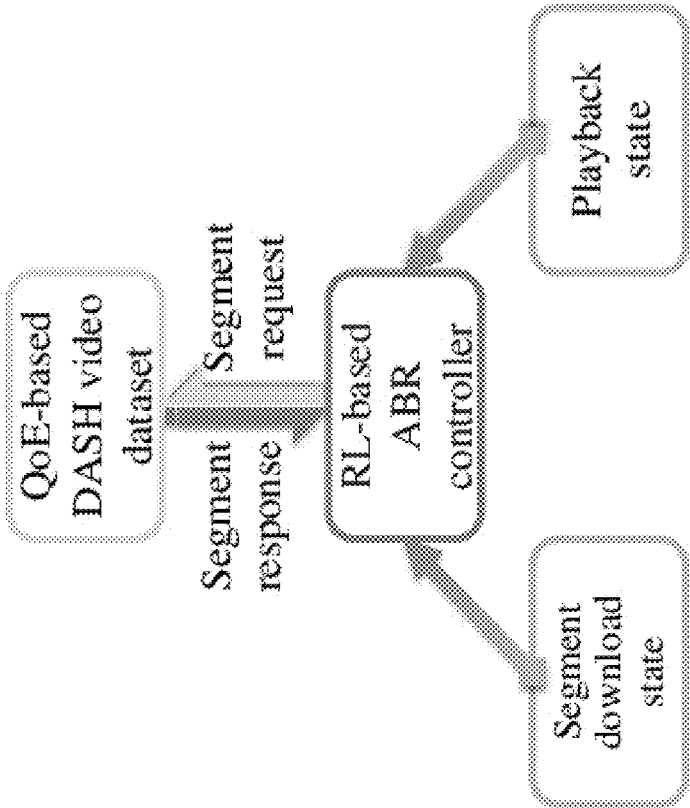 QoE-based
DASH video
dataset
Segment
response
Segment
request
RL-based
ABR
controller
Segment
download
state
Playback
state